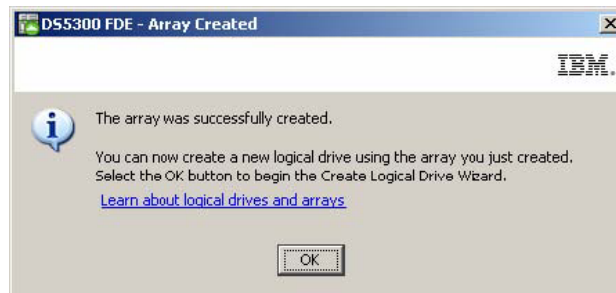 DS5300 FDE - Array Created
IBM.
The array was successfully created.
You can now create a new logical drive using the array you just created.
Select the OK button to begin the Create Logical Drive Wizard.
Learn about logical drives and arrays
OK